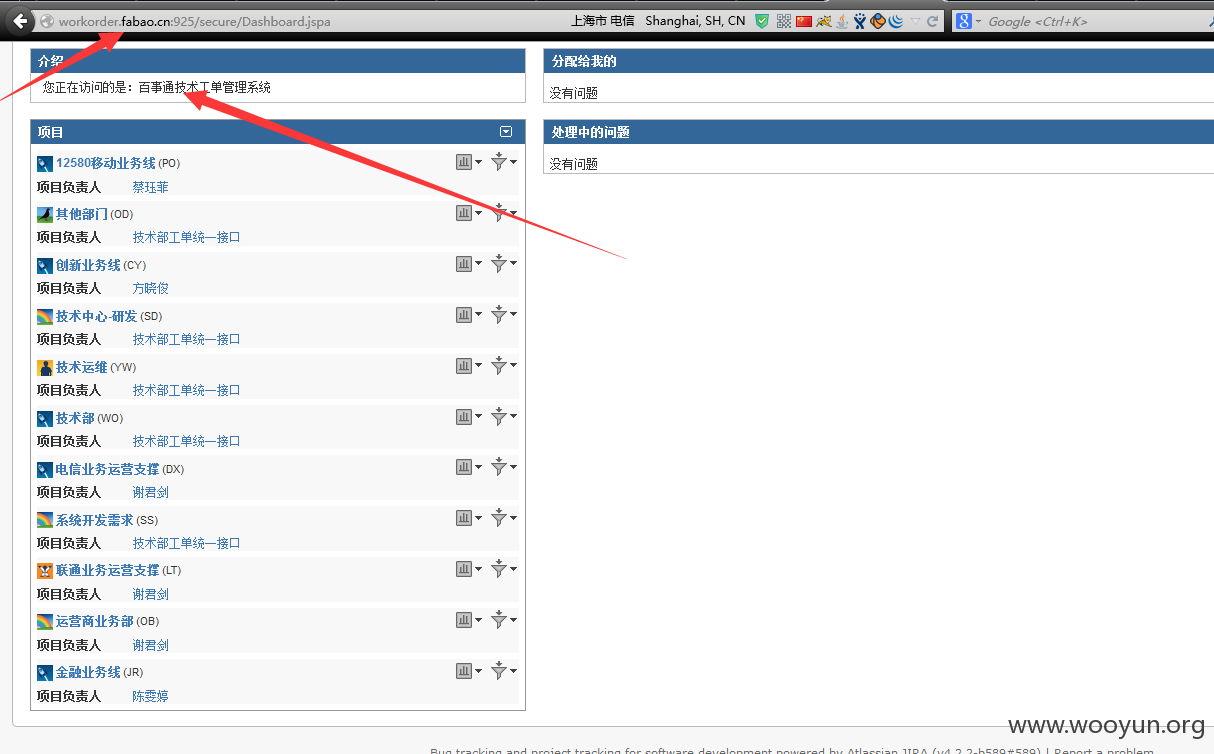 workorder.fabao.cn:925/secure/Dashboard.jspa 上海市 电信 Shanghai, SH, CN Google <Ctrl+K>
介绍
您正在访问的是：百事通技术工单管理系统
项目
12580移动业务线 (PO)
项目负责人 蔡珏菲
其他部门 (OD)
项目负责人 技术部工单统一接口
创新业务线 (CY)
项目负责人 方晓俊
技术中心-研发 (SD)
项目负责人 技术部工单统一接口
技术运维 (YW)
项目负责人 技术部工单统一接口
技术部 (WO)
项目负责人 技术部工单统一接口
电信业务运营支撑 (DX)
项目负责人 谢君剑
系统开发需求 (SS)
项目负责人 技术部工单统一接口
联通业务运营支撑 (LT)
项目负责人 谢君剑
运营商业务部 (OB)
项目负责人 谢君剑
金融业务线 (JR)
项目负责人 陈雯婷
分配给我的
没有问题
处理中的问题
没有问题
www.wooyun.org
Bug tracking and project tracking for software development powered by Atlassian JIRA (v4.2.2-b589#589) | Report a problem